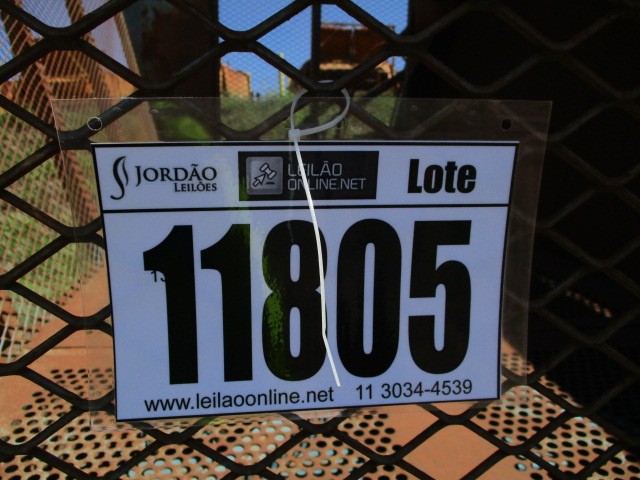 JORDÃO
LEILÕES
LEILÃO
ONLINE.NET
Lote
11805
www.leilaoonline.net 11 3034-4539